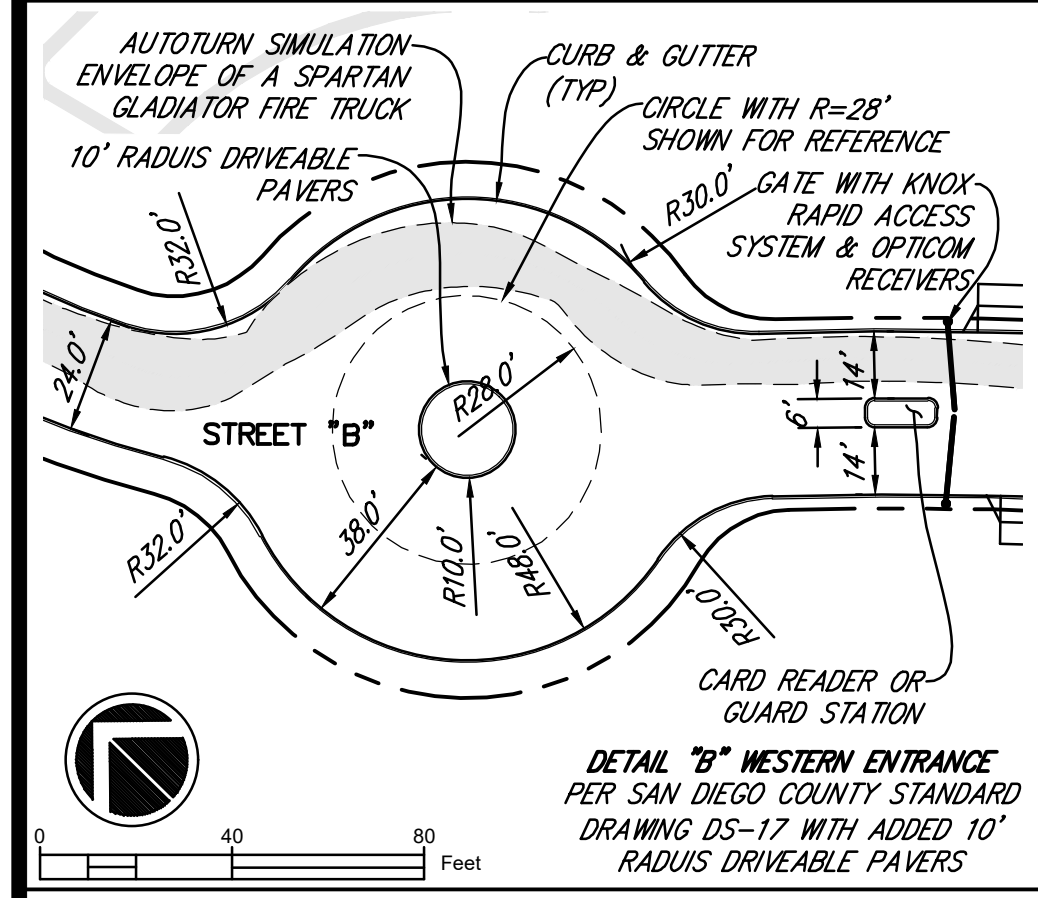 AUTOTURN SIMULATION
ENVELOPE OF A SPARTAN
GLADIATOR FIRE TRUCK
CURB & GUTTER
(TYP)
CIRCLE WITH R=28'
SHOWN FOR REFERENCE
10' RADUIS DRIVEABLE
PAVERS
GATE WITH KNOX
RAPID ACCESS
SYSTEM & OPTICOM
RECEIVERS
R32.0'
R30.0'
24.0'
R28.0'
14'
6'
14'
STREET "B"
R32.0'
38.0'
R10.0'
R48.0'
R30.0'
CARD READER OR
GUARD STATION
DETAIL "B" WESTERN ENTRANCE
PER SAN DIEGO COUNTY STANDARD
DRAWING DS-17 WITH ADDED 10'
RADUIS DRIVEABLE PAVERS
0 40 80
Feet